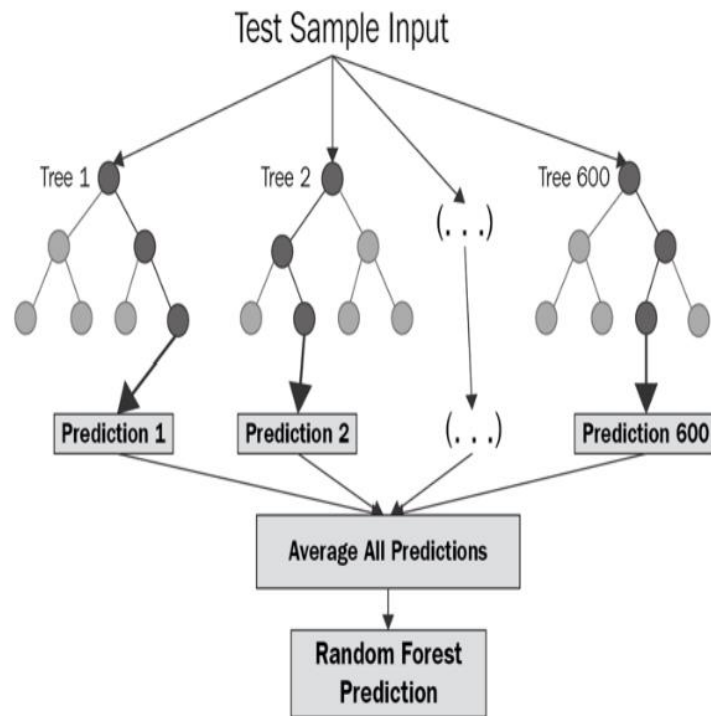 Test Sample Input
Tree 1
Tree 2
Tree 600
(. . .)
Prediction 1
Prediction 2
(. . .)
Prediction 600
Average All Predictions
Random Forest
Prediction